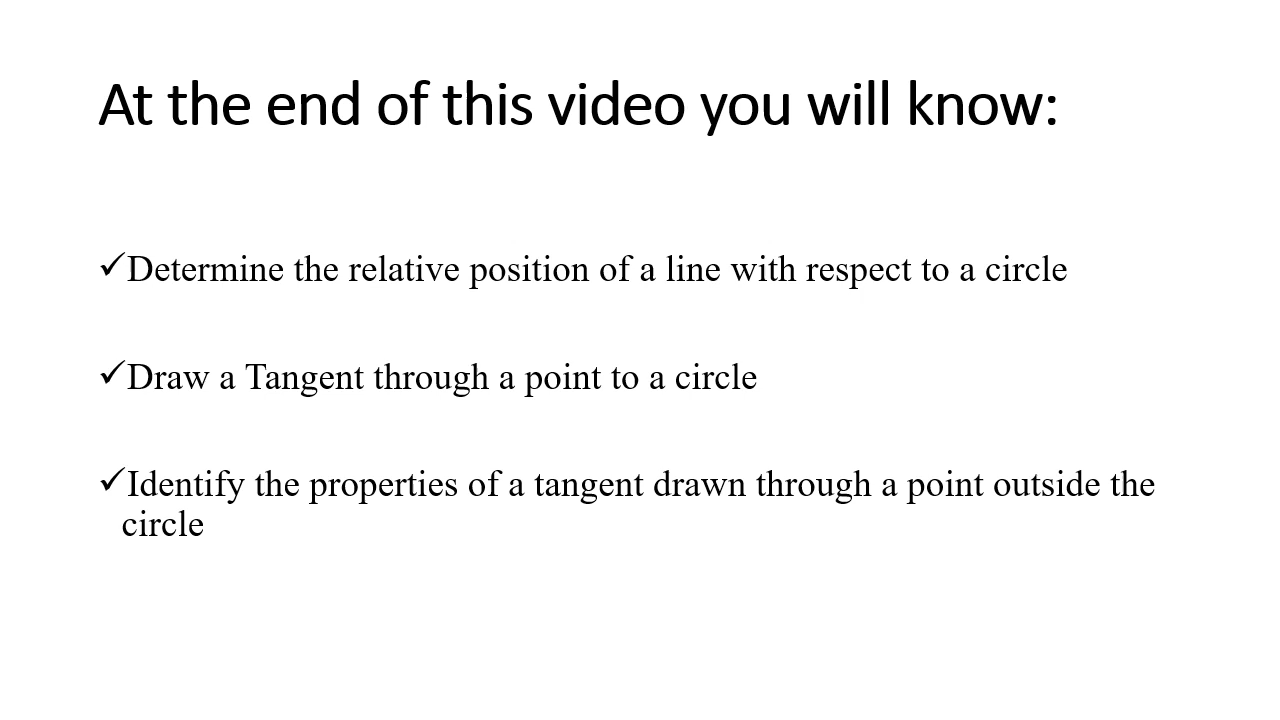 At the end of this video you will know:
✓Determine the relative position of a line with respect to a circle
✓Draw a Tangent through a point to a circle
✓Identify the properties of a tangent drawn through a point outside the
circle